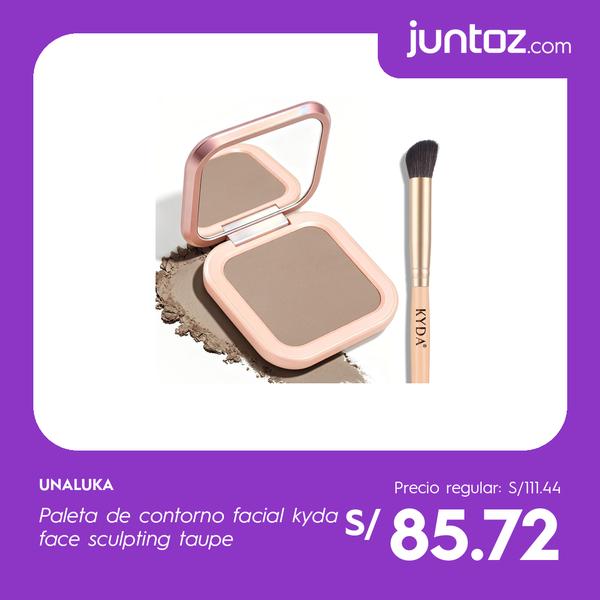 juntoz.com
KYDA®
UNALUKA
Paleta de contorno facial kyda
face sculpting taupe
Precio regular: S/111.44
S/ 85.72